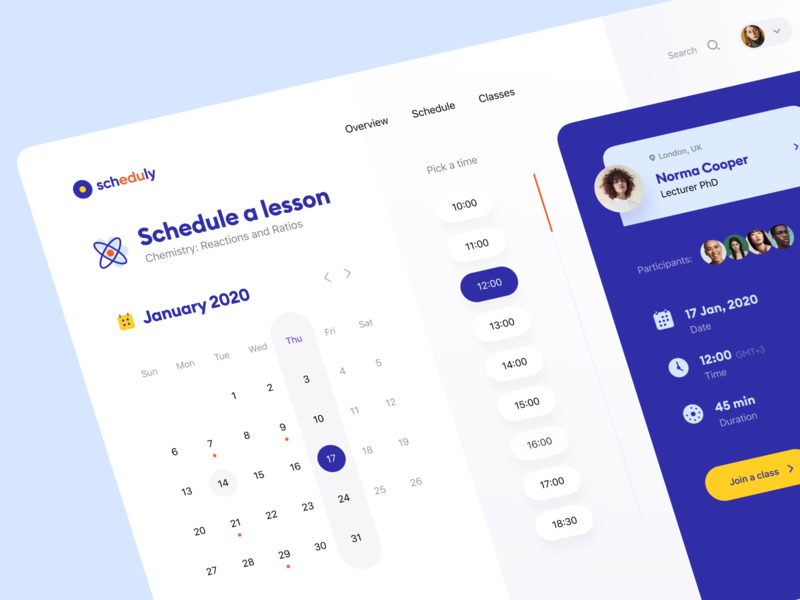 scheduly
Overview
Schedule
Classes
Search
Schedule a lesson
Chemistry: Reactions and Ratios
January 2020
Sun Mon Tue Wed Thu Fri Sat
1 2 3 4 5
6 7 8 9 10 11 12
13 14 15 16 17 18 19
20 21 22 23 24 25 26
27 28 29 30 31
Pick a time
10:00
11:00
12:00
13:00
14:00
15:00
16:00
17:00
18:30
London, UK
Norma Cooper
Lecturer PhD
Participants:
17 Jan, 2020
Date
12:00 GMT+3
Time
45 min
Duration
Join a class